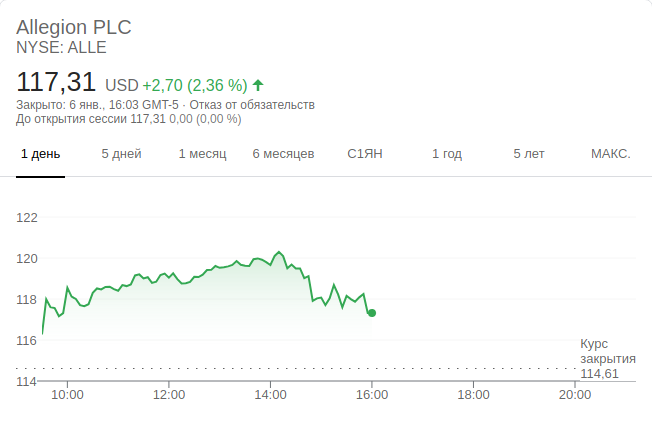 Allegion PLC
NYSE: ALLE
117,31 USD +2,70 (2,36 %)
Закрыто: 6 янв., 16:03 GMT-5 · Отказ от обязательств
До открытия сессии 117,31 0,00 (0,00 %)
1 день 5 дней 1 месяц 6 месяцев С1ЯН 1 год 5 лет МАКС.
122
120
118
116
Курс
закрытия
114,61
114
10:00 12:00 14:00 16:00 18:00 20:00